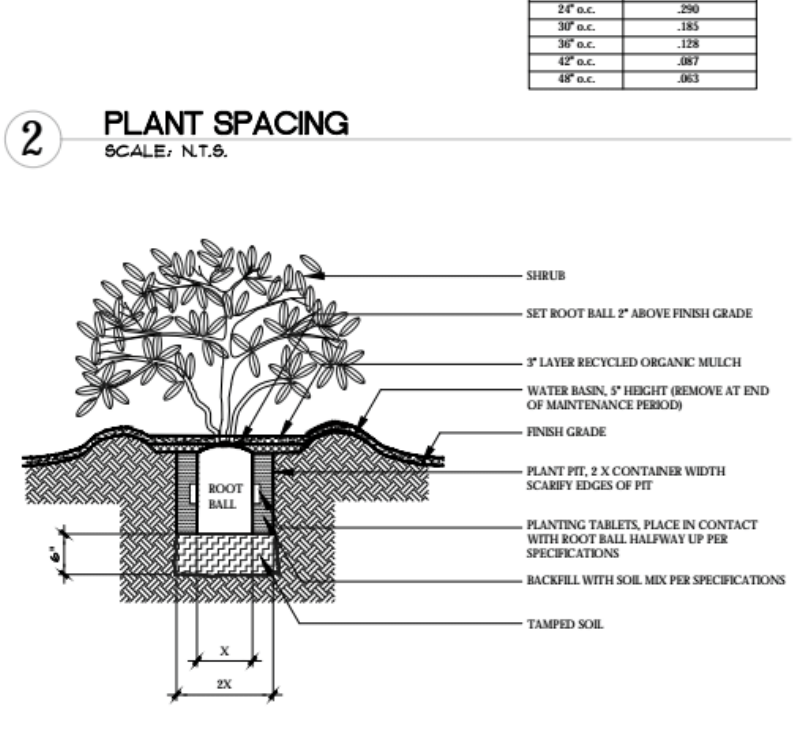 24" o.c. .290
30" o.c. .185
36" o.c. .128
42" o.c. .087
48" o.c. .063
2
PLANT SPACING
SCALE: N.T.S.
SHRUB
SET ROOT BALL 2" ABOVE FINISH GRADE
3" LAYER RECYCLED ORGANIC MULCH
WATER BASIN, 5" HEIGHT (REMOVE AT END
OF MAINTENANCE PERIOD)
FINISH GRADE
PLANT PIT, 2 X CONTAINER WIDTH
SCARIFY EDGES OF PIT
ROOT
BALL
PLANTING TABLETS, PLACE IN CONTACT
WITH ROOT BALL HALFWAY UP PER
SPECIFICATIONS
6"
BACKFILL WITH SOIL MIX PER SPECIFICATIONS
TAMPED SOIL
X
2X